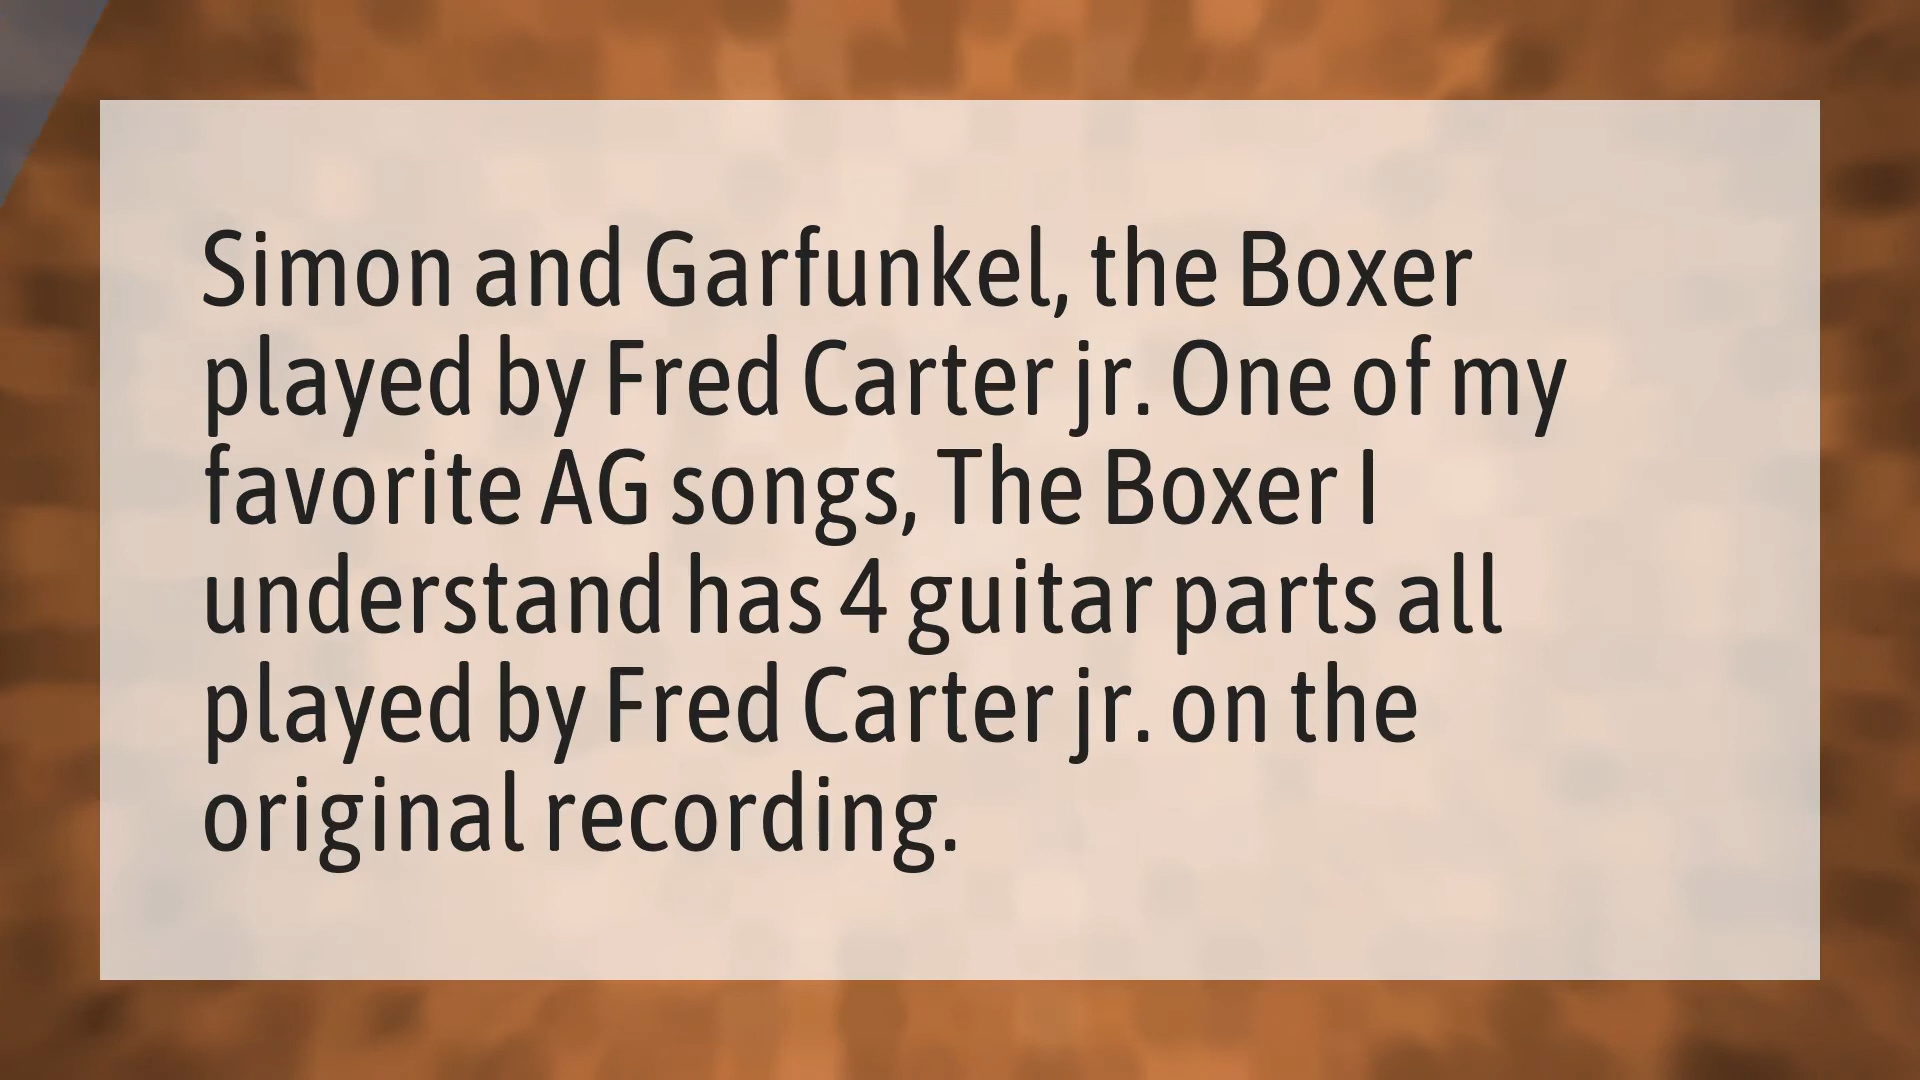 Simon and Garfunkel, the Boxer
played by Fred Carter jr. One of my
favorite AG songs, The Boxer I
understand has 4 guitar parts all
played by Fred Carter jr. on the
original recording.